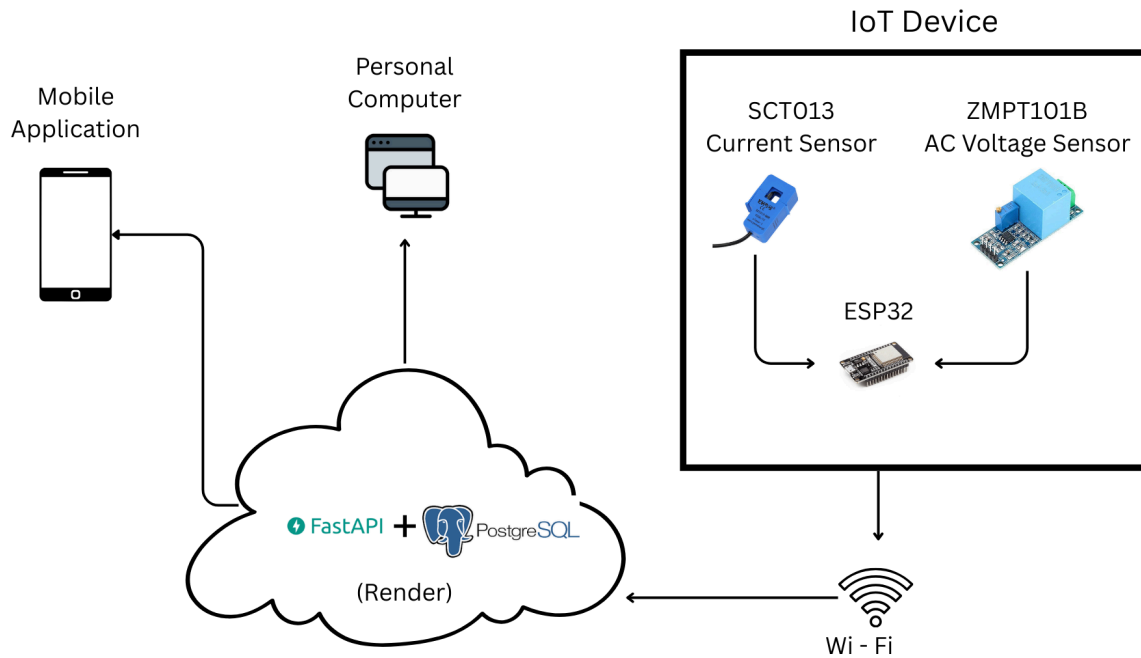 IoT Device
Personal
Computer
Mobile
Application
SCT013
Current Sensor
ZMPT101B
AC Voltage Sensor
ESP32
FastAPI + PostgreSQL
(Render)
Wi - Fi